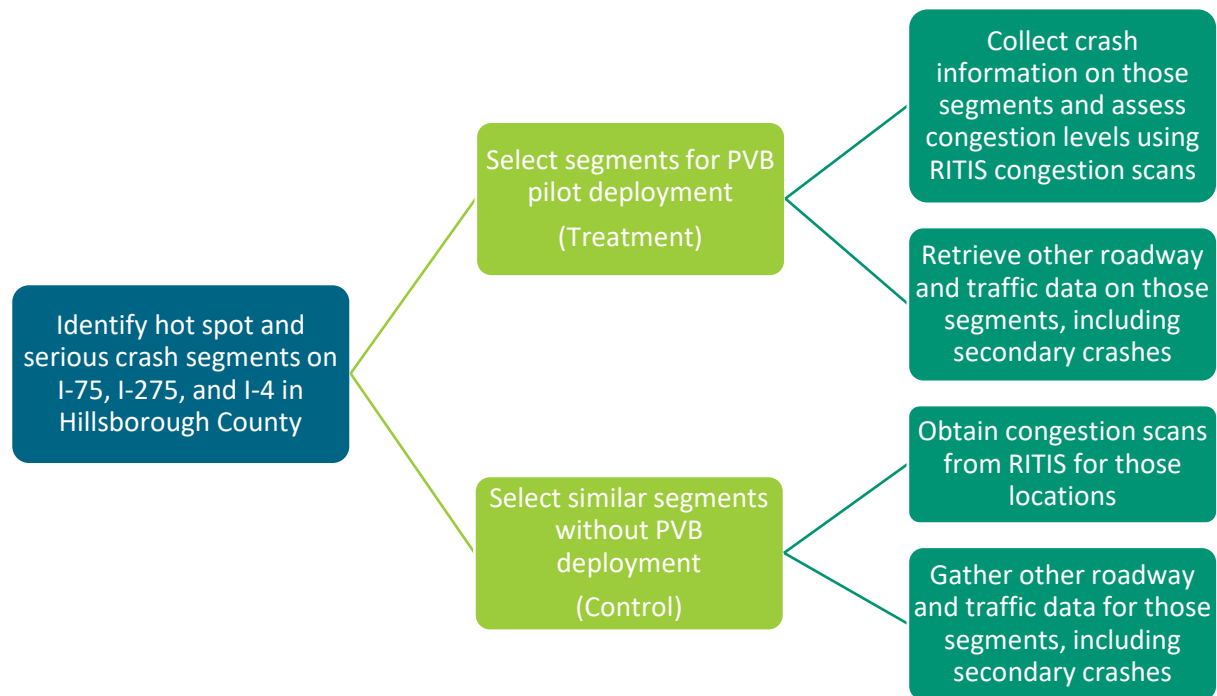 Identify hot spot and
serious crash segments on
I-75, I-275, and I-4 in
Hillsborough County
Select segments for PVB
pilot deployment
(Treatment)
Collect crash
information on those
segments and assess
congestion levels using
RITIS congestion scans
Retrieve other roadway
and traffic data on those
segments, including
secondary crashes
Select similar segments
without PVB
deployment
(Control)
Obtain congestion scans
from RITIS for those
locations
Gather other roadway
and traffic data for those
segments, including
secondary crashes